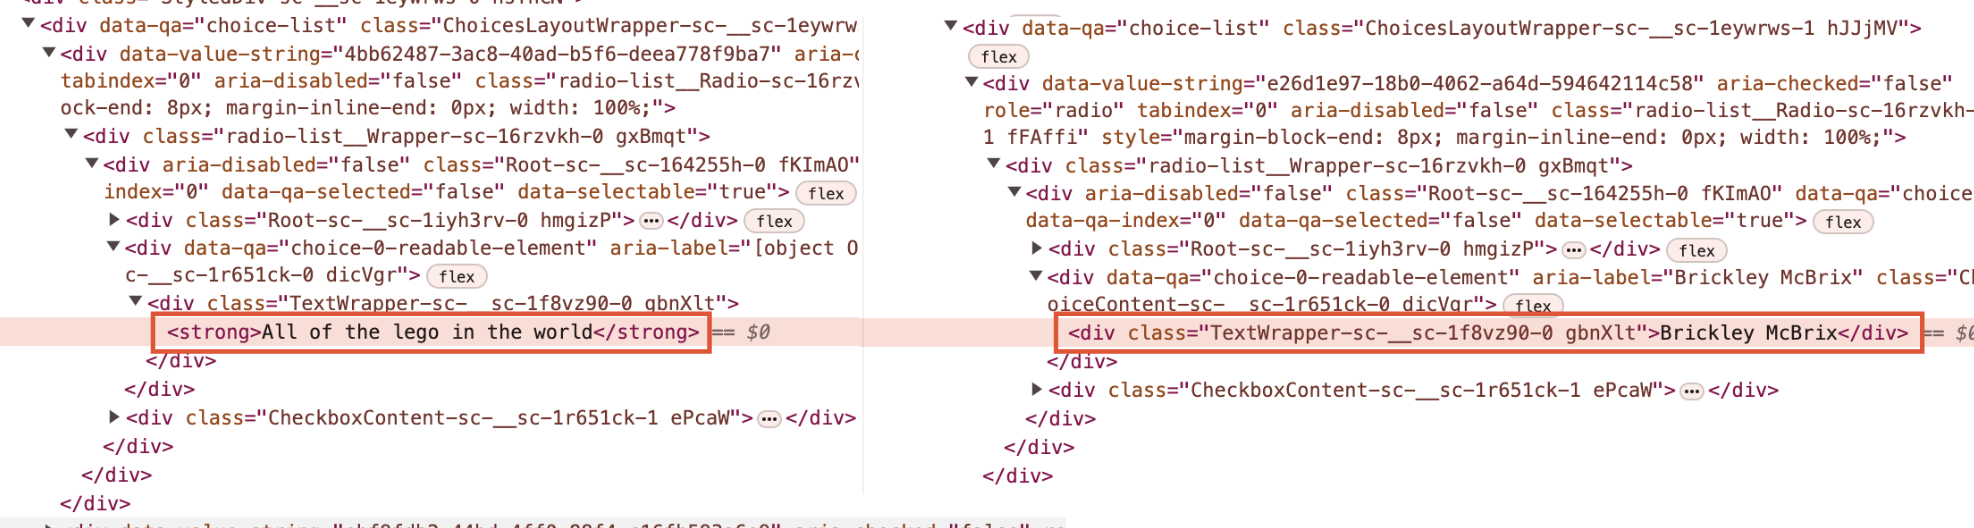 <div data-qa="choice-list" class="ChoicesLayoutWrapper-sc-__sc-1eywrw
<div data-value-string="4bb62487-3ac8-40ad-b5f6-deea778f9ba7" aria-c
tabindex="0" aria-disabled="false" class="radio-list__Radio-sc-16rzv
ock-end: 8px; margin-inline-end: 0px; width: 100%;">
<div class="radio-list__Wrapper-sc-16rzvkh-0 gxBmqt">
<div aria-disabled="false" class="Root-sc-__sc-164255h-0 fKImAO"
index="0" data-qa-selected="false" data-selectable="true"> flex
<div class="Root-sc-__sc-1iyh3rv-0 hmgizP"> ••• </div> flex
<div data-qa="choice-0-readable-element" aria-label="[object O
c-__sc-1r651ck-0 dicVgr"> flex
<div class="TextWrapper-sc-__sc-1f8vz90-0 gbnXlt">
<strong>All of the lego in the world</strong> == $0
</div>
</div>
<div class="CheckboxContent-sc-__sc-1r651ck-1 ePcaW"> ••• </div>
</div>
</div>
</div>
<div data-qa="choice-list" class="ChoicesLayoutWrapper-sc-__sc-1eywrws-1 hJJjMV">
flex
<div data-value-string="e26d1e97-18b0-4062-a64d-594642114c58" aria-checked="false"
role="radio" tabindex="0" aria-disabled="false" class="radio-list__Radio-sc-16rzvkh-
1 fFAffi" style="margin-block-end: 8px; margin-inline-end: 0px; width: 100%;">
<div class="radio-list__Wrapper-sc-16rzvkh-0 gxBmqt">
<div aria-disabled="false" class="Root-sc-__sc-164255h-0 fKImAO" data-qa="choice
data-qa-index="0" data-qa-selected="false" data-selectable="true"> flex
<div class="Root-sc-__sc-1iyh3rv-0 hmgizP"> ••• </div> flex
<div data-qa="choice-0-readable-element" aria-label="Brickley McBrix" class="Ch
oiceContent-sc-__sc-1r651ck-0 dicVgr"> flex
<div class="TextWrapper-sc-__sc-1f8vz90-0 gbnXlt">Brickley McBrix</div> == $0
</div>
<div class="CheckboxContent-sc-__sc-1r651ck-1 ePcaW"> ••• </div>
</div>
</div>
</div>